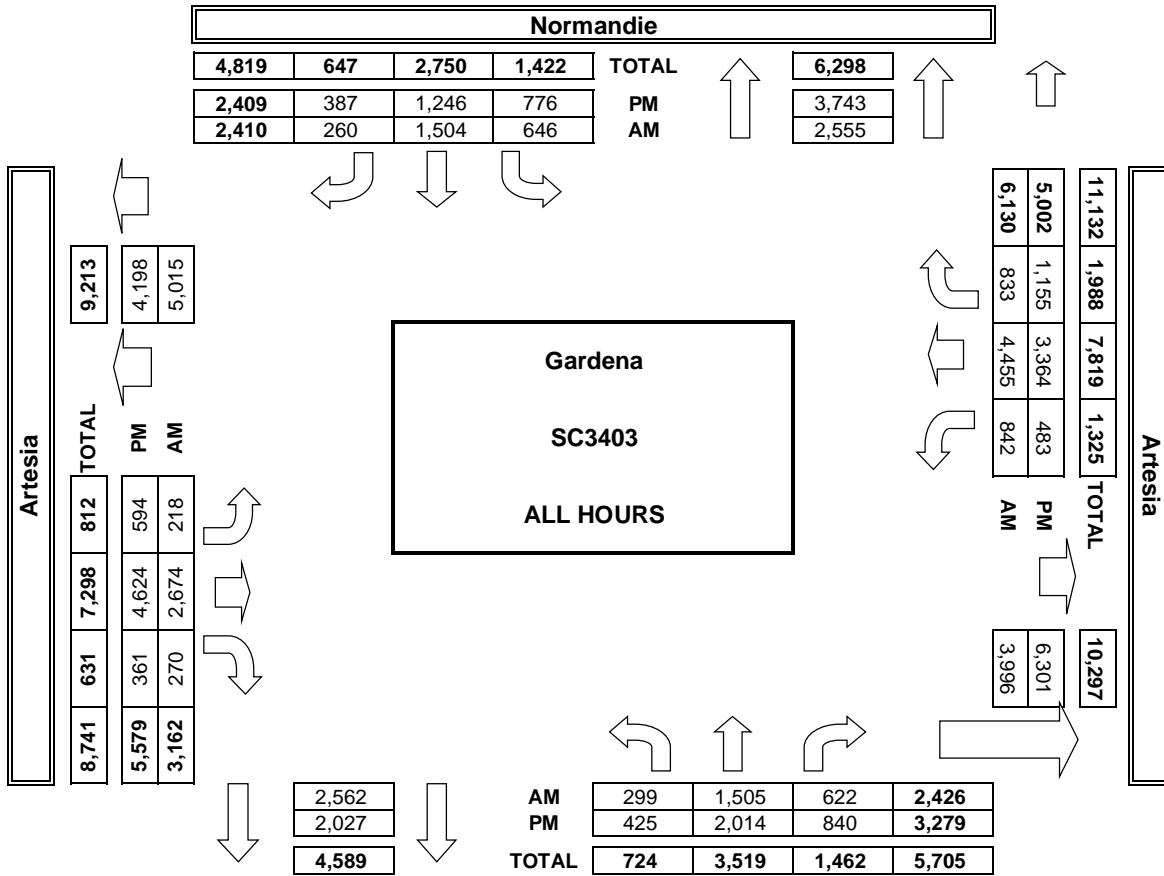 Normandie
4,819 647 2,750 1,422 TOTAL 6,298
2,409 387 1,246 776 PM 3,743
2,410 260 1,504 646 AM 2,555
Artesia
9,213
4,198
5,015
TOTAL
PM
AM
812 7,298 631 8,741
594 4,624 361 5,579
218 2,674 270 3,162
Gardena
SC3403
ALL HOURS
11,132 1,988 7,819 1,325 TOTAL 10,297
5,002 1,155 3,364 483 PM 6,301
6,130 833 4,455 842 AM 3,996
Artesia
2,562 AM 299 1,505 622 2,426
2,027 PM 425 2,014 840 3,279
4,589 TOTAL 724 3,519 1,462 5,705